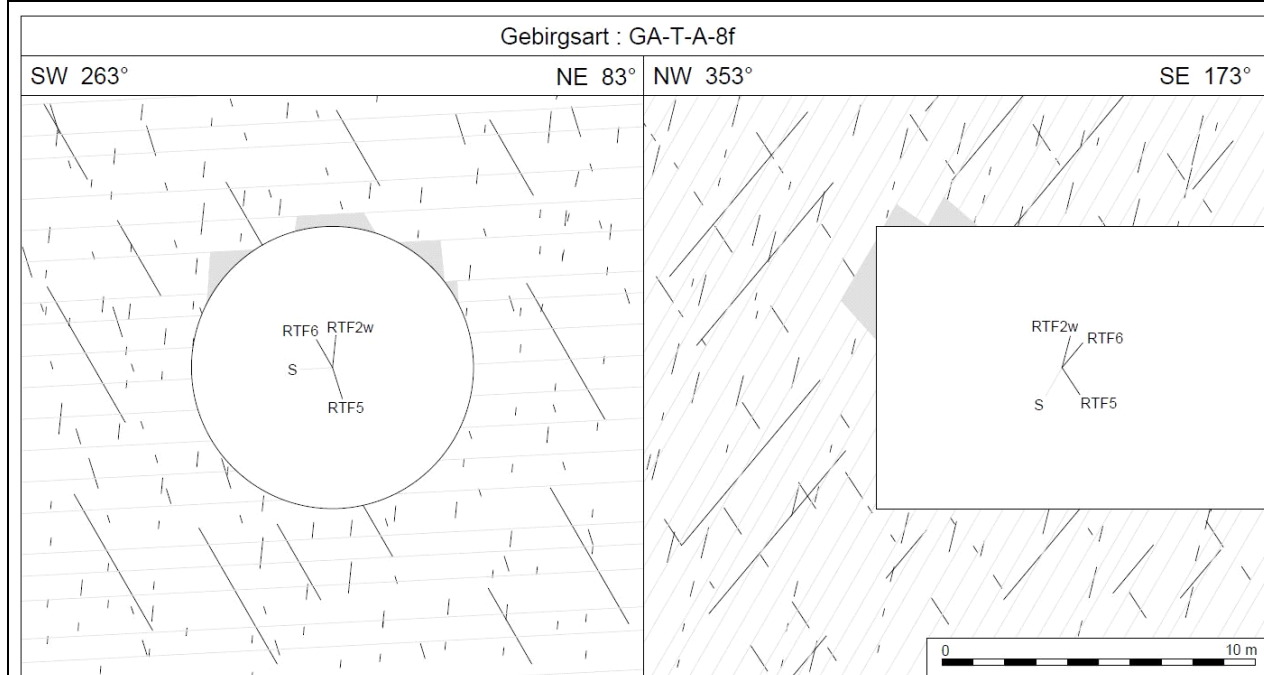 Gebirgsart : GA-T-A-8f
SW 263° NE 83° NW 353° SE 173°
RTF6 RTF2w
S
RTF5
RTF2w
RTF6
S RTF5
0 10 m